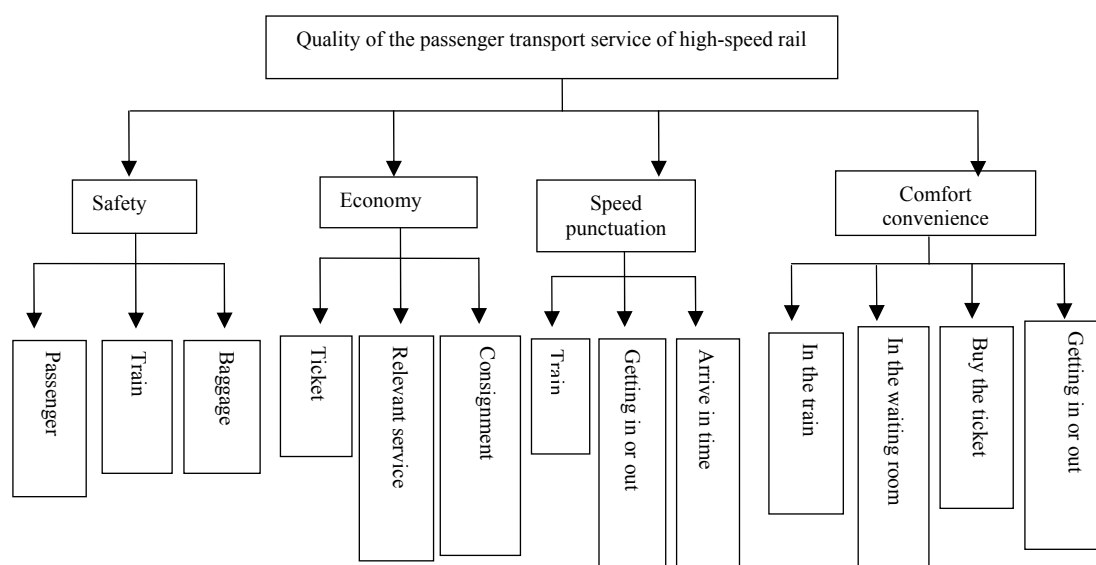 Quality of the passenger transport service of high-speed rail
Safety
Economy
Speed
punctuation
Comfort
convenience
Passenger
Train
Baggage
Ticket
Relevant service
Consignment
Train
Getting in or out
Arrive in time
In the train
In the waiting room
Buy the ticket
Getting in or out